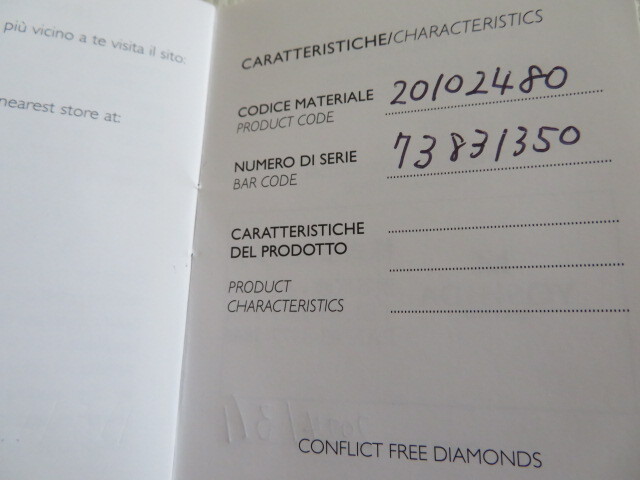 più vicino a te visita il sito:
nearest store at:
CARATTERISTICHE/CHARACTERISTICS
CODICE MATERIALE 20102480
PRODUCT CODE
NUMERO DI SERIE 73831350
BAR CODE
CARATTERISTICHE
DEL PRODOTTO
PRODUCT
CHARACTERISTICS
CONFLICT FREE DIAMONDS